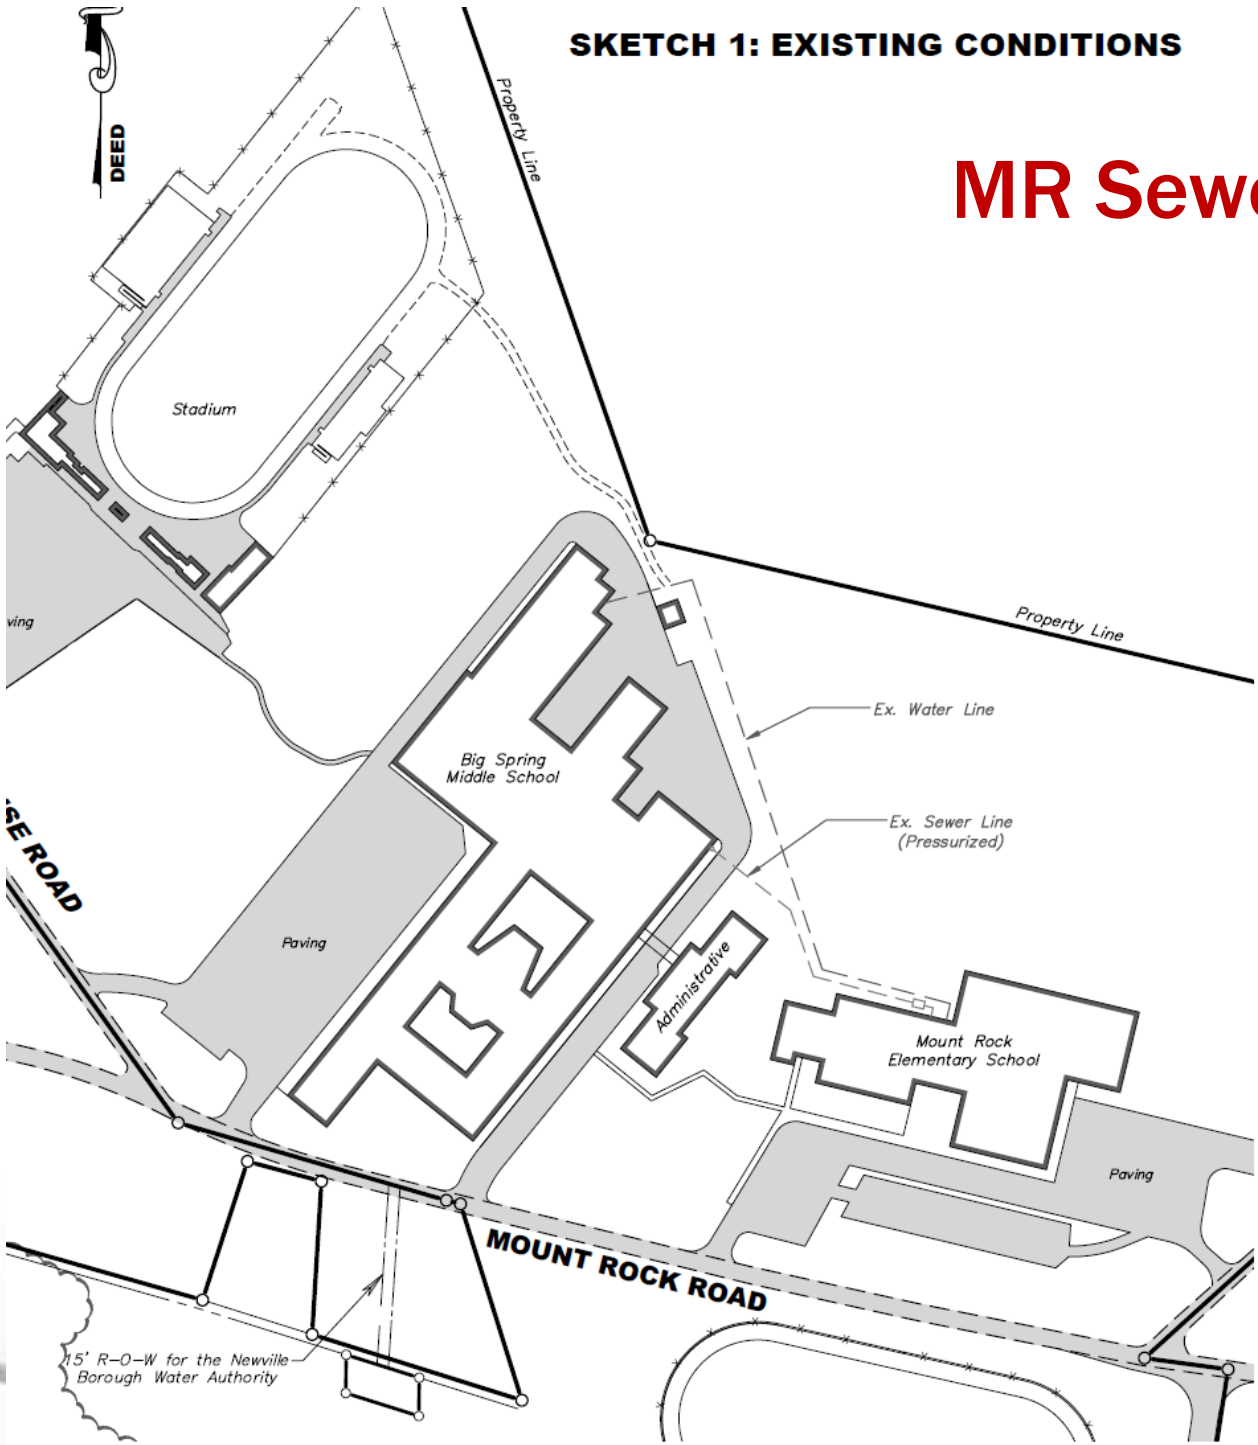 SKETCH 1: EXISTING CONDITIONS
DEED
Property Line
MR Sewe
Stadium
Property Line
ving
Ex. Water Line
Big Spring
Middle School
Ex. Sewer Line
(Pressurized)
SE ROAD
Paving
Administrative
Mount Rock
Elementary School
Paving
MOUNT ROCK ROAD
15' R-O-W for the Newville
Borough Water Authority